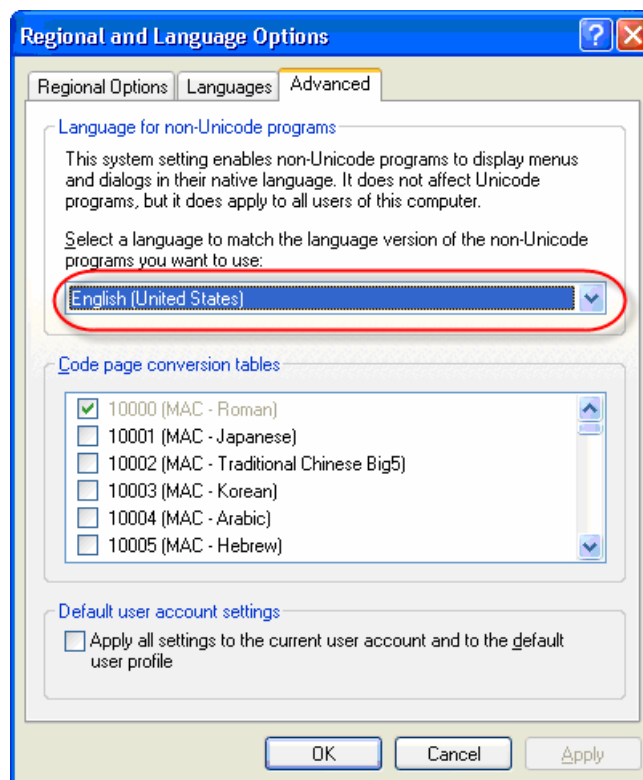 Regional and Language Options
Regional Options
Languages
Advanced
Language for non-Unicode programs
This system setting enables non-Unicode programs to display menus
and dialogs in their native language. It does not affect Unicode
programs, but it does apply to all users of this computer.
Select a language to match the language version of the non-Unicode
programs you want to use:
English (United States)
Code page conversion tables
10000 (MAC - Roman)
10001 (MAC - Japanese)
10002 (MAC - Traditional Chinese Big5)
10003 (MAC - Korean)
10004 (MAC - Arabic)
10005 (MAC - Hebrew)
Default user account settings
Apply all settings to the current user account and to the default
user profile
OK
Cancel
Apply